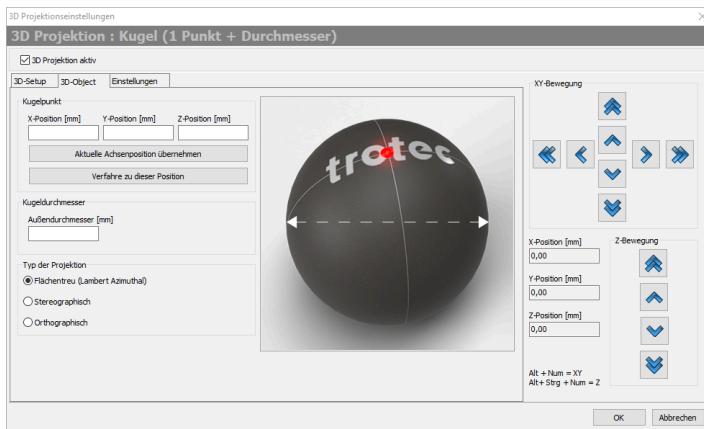 3D Projektionseinstellungen
3D Projektion : Kugel (1 Punkt + Durchmesser)
3D Projektion aktiv
3D-Setup 3D-Object Einstellungen
Kugelpunkt
X-Position [mm] Y-Position [mm] Z-Position [mm]
Aktuelle Achsenposition übernehmen
Verfahre zu dieser Position
Kugeldurchmesser
Außendurchmesser [mm]
Typ der Projektion
Flächentreu (Lambert Azimuthal)
Stereographisch
Orthographisch
trotec
XY-Bewegung
X-Position [mm] Z-Bewegung
0,00
Y-Position [mm]
0,00
Z-Position [mm]
0,00
Alt + Num = XY
Alt+ Strg + Num = Z
OK Abbrechen